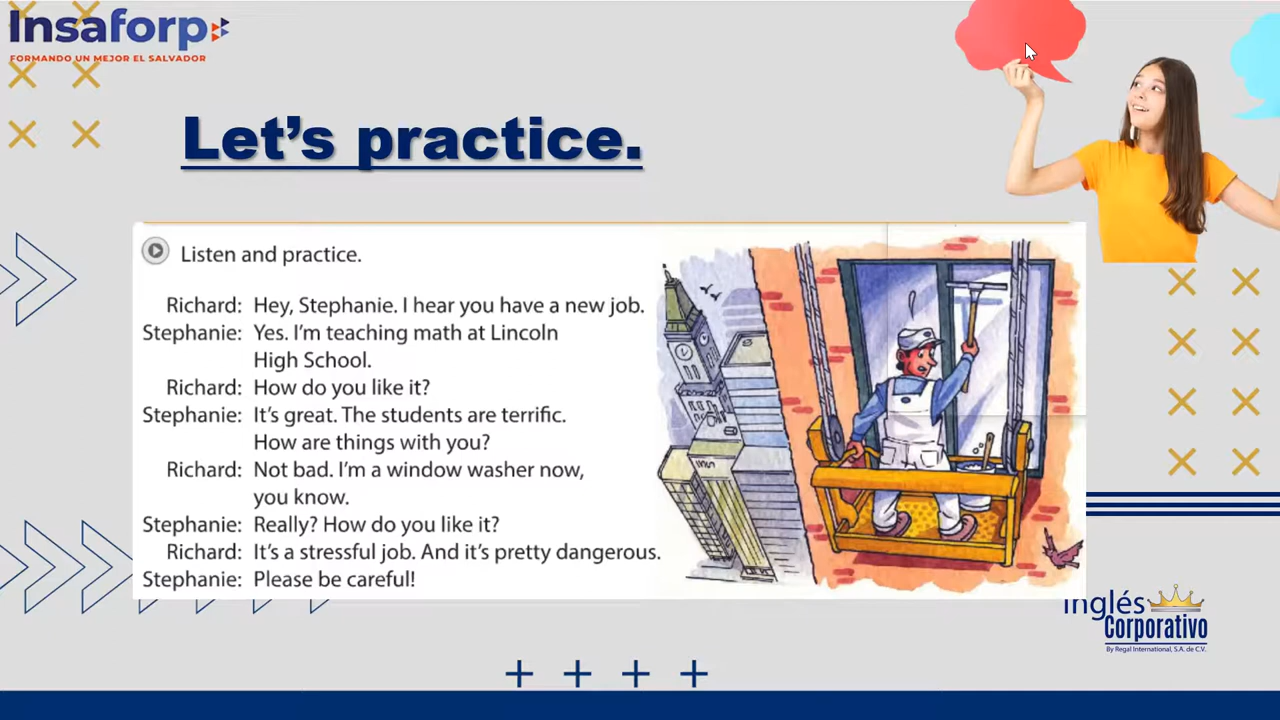 Insaforp
FORMANDO UN MEJOR EL SALVADOR
Let's practice.
Listen and practice.
Richard: Hey, Stephanie. I hear you have a new job.
Stephanie: Yes. I'm teaching math at Lincoln
High School.
Richard: How do you like it?
Stephanie: It's great. The students are terrific.
How are things with you?
Richard: Not bad. I'm a window washer now,
you know.
Stephanie: Really? How do you like it?
Richard: It's a stressful job. And it's pretty dangerous.
Stephanie: Please be careful!
Inglés
Corporativo
By Regal International, S.A. de C.V.